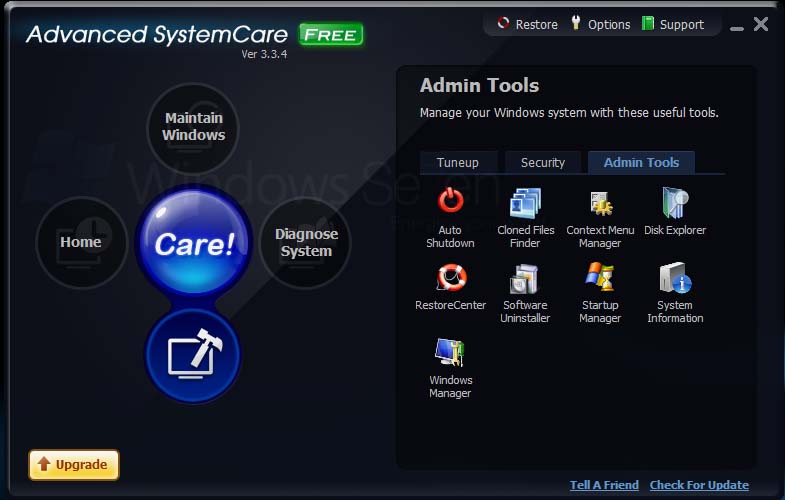 Advanced SystemCare FREE
Ver 3.3.4
Restore
Options
Support
Maintain
Windows
Home
Care!
Diagnose
System
Upgrade
Admin Tools
Manage your Windows system with these useful tools.
Tuneup
Security
Admin Tools
Auto
Shutdown
Cloned Files
Finder
Context Menu
Manager
Disk Explorer
RestoreCenter
Software
Uninstaller
Startup
Manager
System
Information
Windows
Manager
Tell A Friend
Check For Update